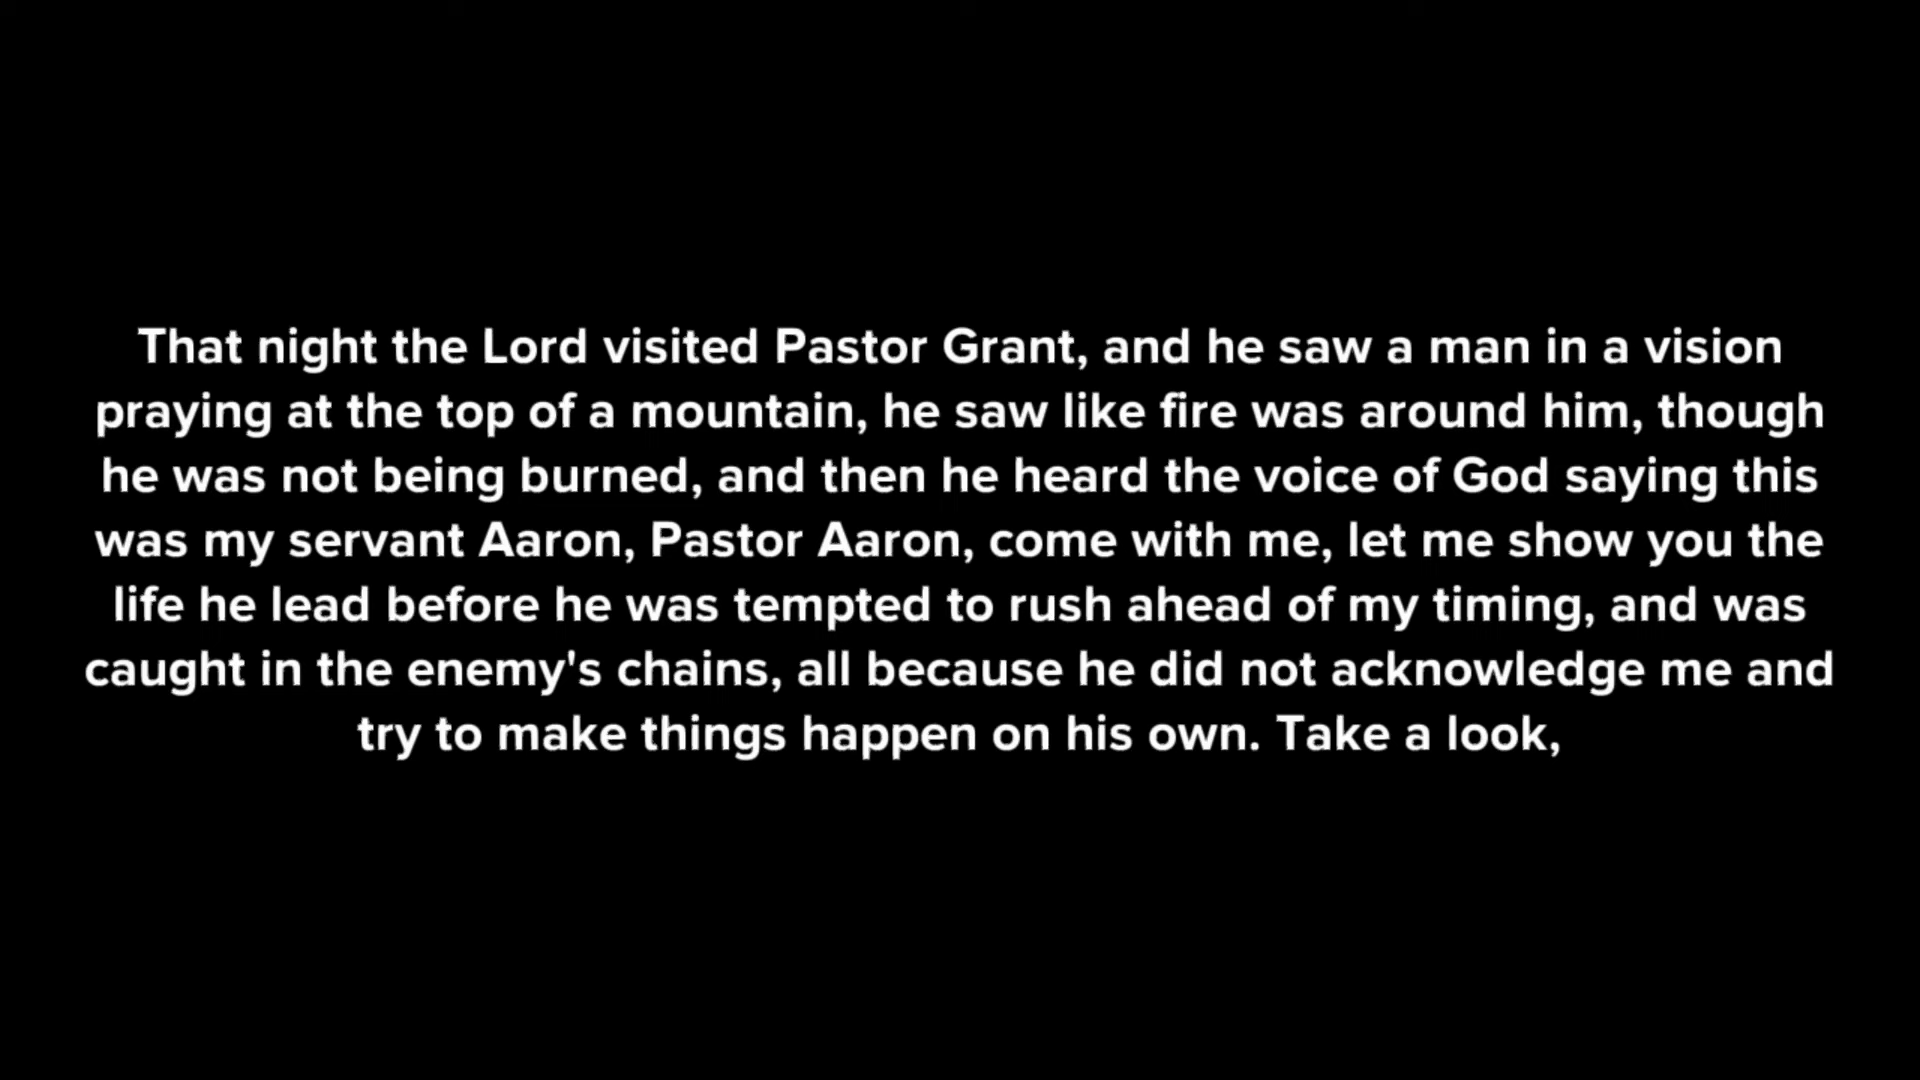 That night the Lord visited Pastor Grant, and he saw a man in a vision
praying at the top of a mountain, he saw like fire was around him, though
he was not being burned, and then he heard the voice of God saying this
was my servant Aaron, Pastor Aaron, come with me, let me show you the
life he lead before he was tempted to rush ahead of my timing, and was
caught in the enemy's chains, all because he did not acknowledge me and
try to make things happen on his own. Take a look,